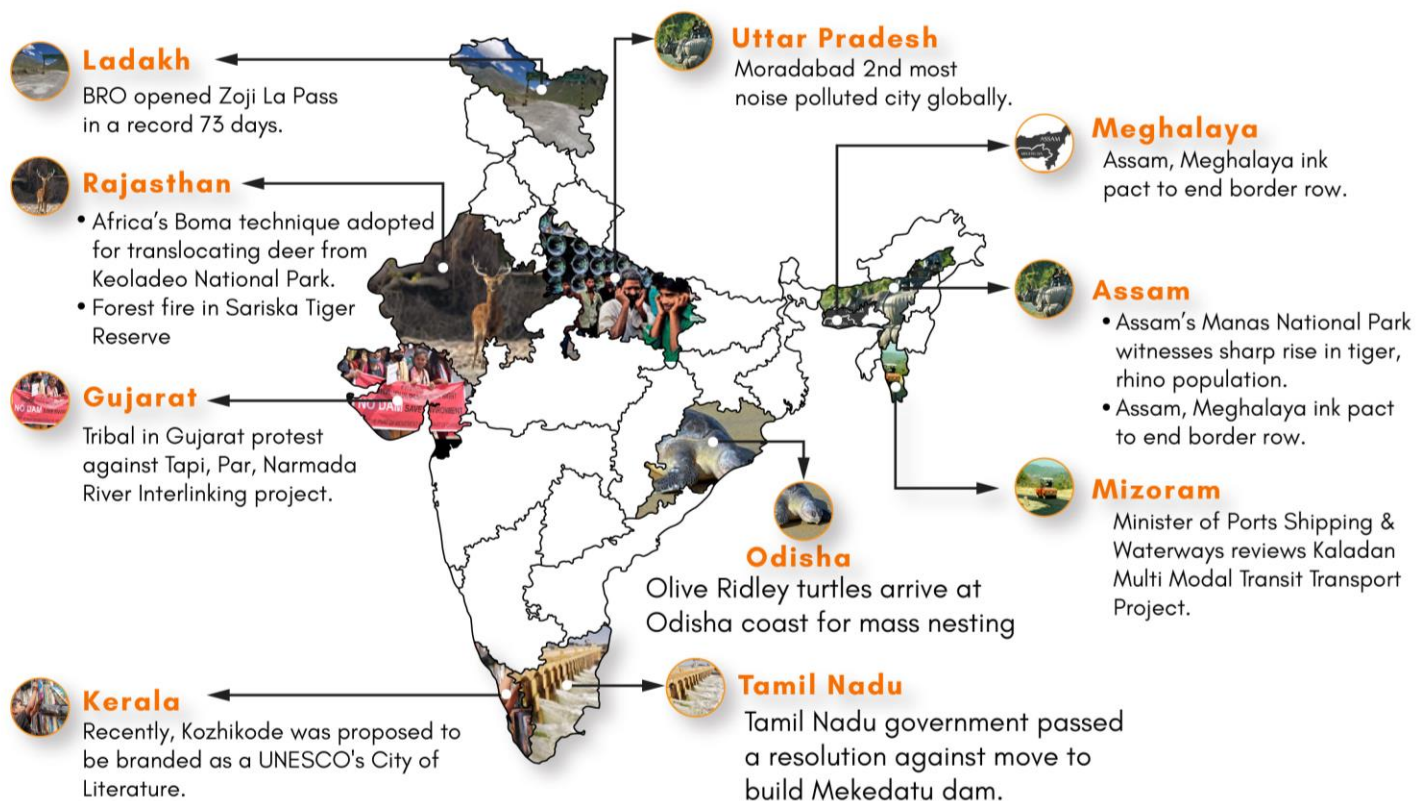 Ladakh
BRO opened Zoji La Pass
in a record 73 days.
Uttar Pradesh
Moradabad 2nd most
noise polluted city globally.
Meghalaya
Assam, Meghalaya ink
pact to end border row.
Rajasthan
• Africa's Boma technique adopted
for translocating deer from
Keoladeo National Park.
• Forest fire in Sariska Tiger
Reserve
Assam
• Assam's Manas National Park
witnesses sharp rise in tiger,
rhino population.
• Assam, Meghalaya ink pact
to end border row.
Gujarat
Tribal in Gujarat protest
against Tapi, Par, Narmada
River Interlinking project.
NO DAM
Mizoram
Minister of Ports Shipping &
Waterways reviews Kaladan
Multi Modal Transit Transport
Project.
Odisha
Olive Ridley turtles arrive at
Odisha coast for mass nesting
Kerala
Recently, Kozhikode was proposed to
be branded as a UNESCO's City of
Literature.
Tamil Nadu
Tamil Nadu government passed
a resolution against move to
build Mekedatu dam.